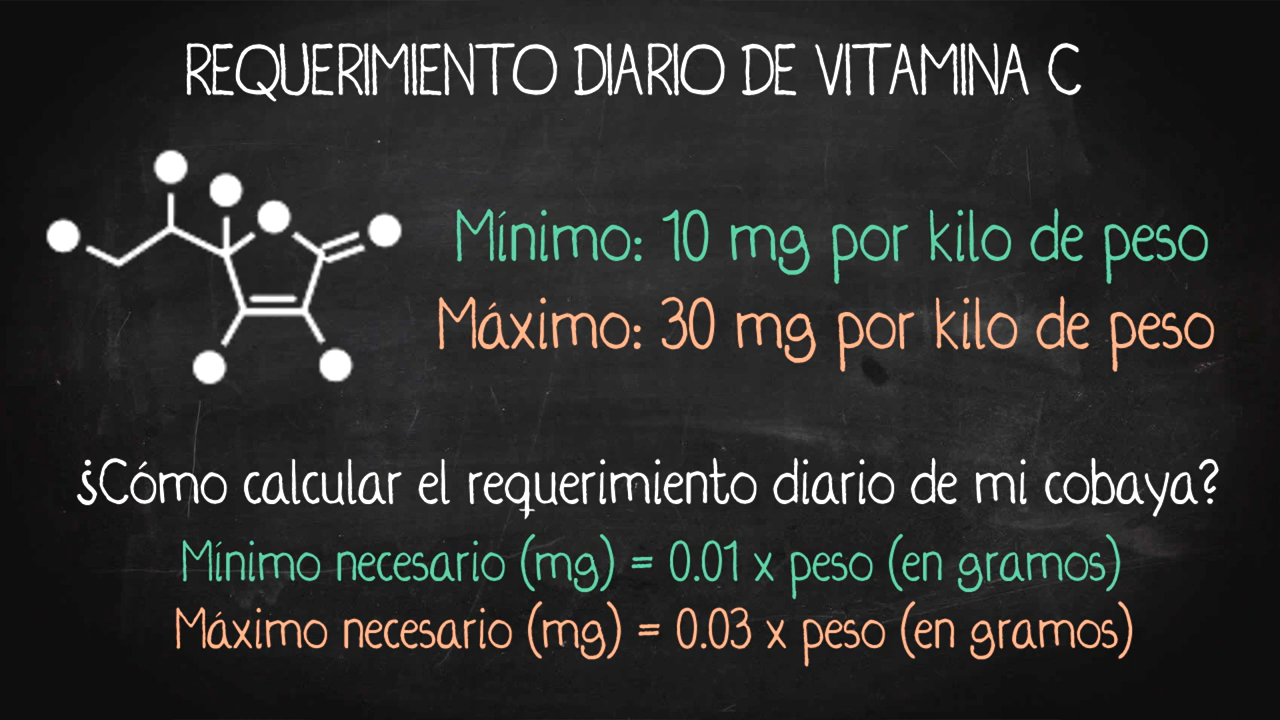 REQUERIMIENTO DIARIO DE VITAMINA C
Mínimo: 10 mg por kilo de peso
Máximo: 30 mg por kilo de peso
¿Cómo calcular el requerimiento diario de mi cobaya?
Mínimo necesario (mg) = 0.01 x peso (en gramos)
Máximo necesario (mg) = 0.03 x peso (en gramos)